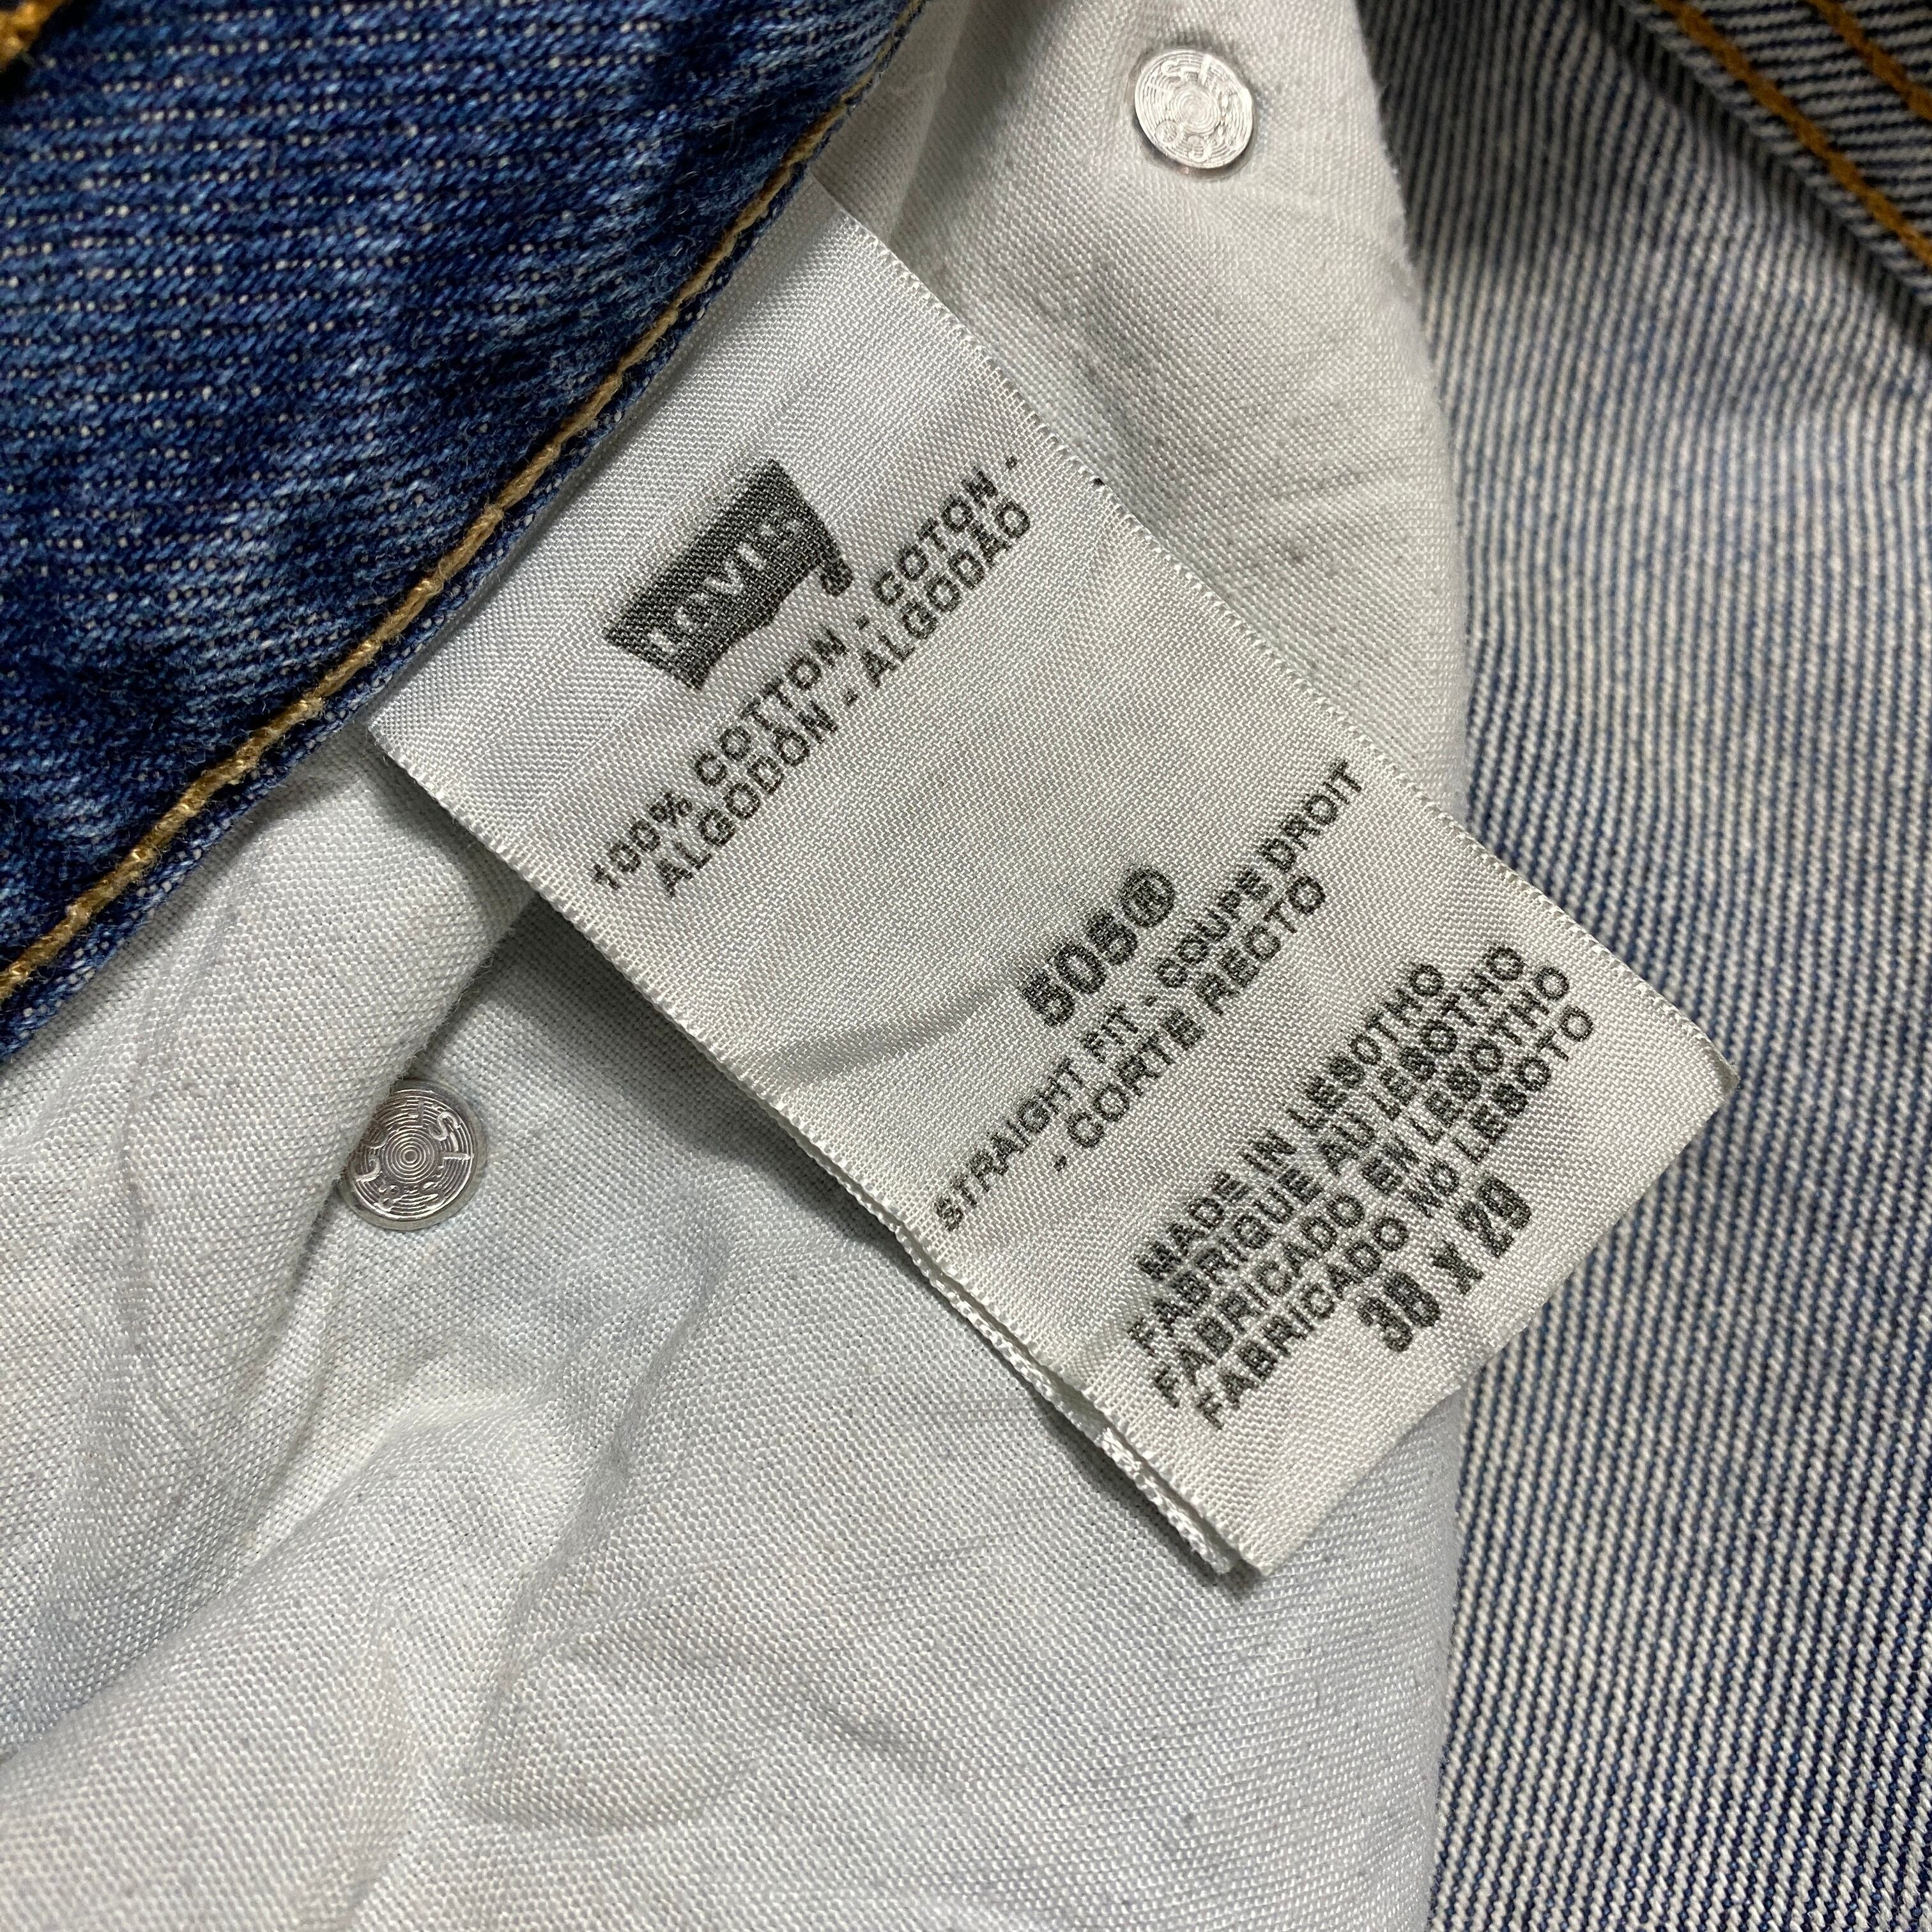 LEVI'S
®
100% COTTON - COTON -
ALGODON - ALGODAO
505®
STRAIGHT FIT - COUPE DROIT
- CORTE RECTO
MADE IN LESOTHO
FABRIQUE AU LESOTHO
FABRICADO EN LESOTHO
FABRICADO NO LESOTO
38 x 29